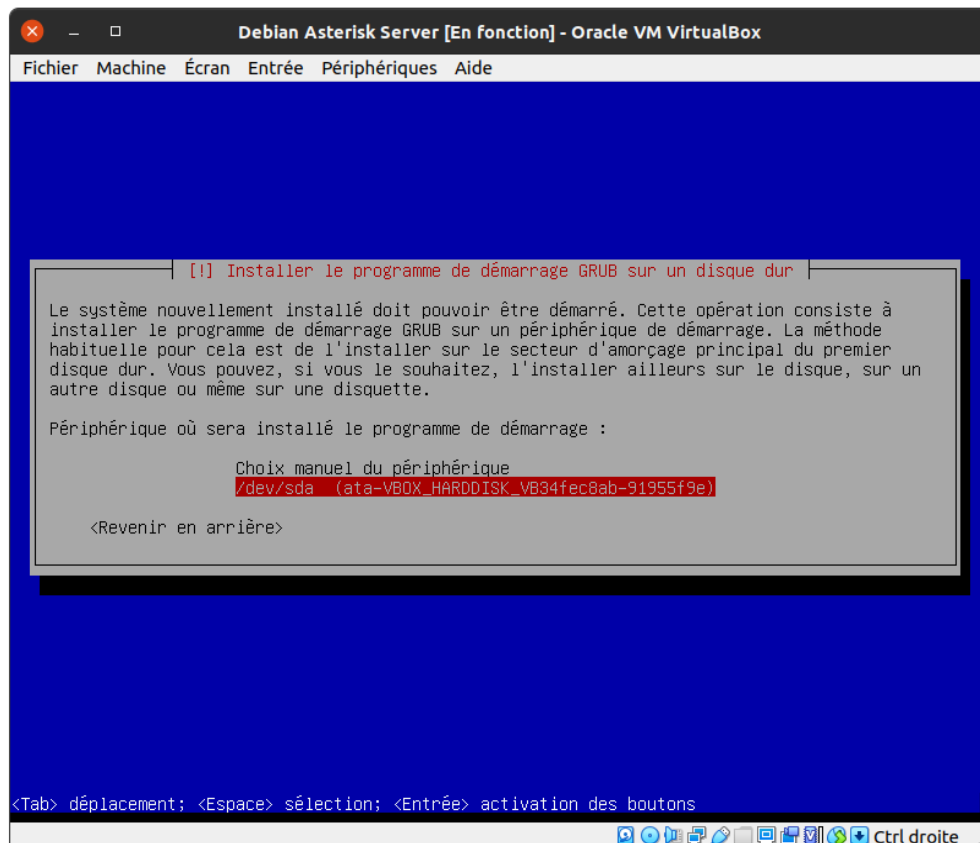 Debian Asterisk Server [En fonction] - Oracle VM VirtualBox
Fichier Machine Écran Entrée Périphériques Aide
[!] Installer le programme de démarrage GRUB sur un disque dur
Le système nouvellement installé doit pouvoir être démarré. Cette opération consiste à
installer le programme de démarrage GRUB sur un périphérique de démarrage. La méthode
habituelle pour cela est de l'installer sur le secteur d'amorçage principal du premier
disque dur. Vous pouvez, si vous le souhaitez, l'installer ailleurs sur le disque, sur un
autre disque ou même sur une disquette.
Périphérique où sera installé le programme de démarrage :
Choix manuel du périphérique
/dev/sda (ata-VBOX_HARDDISK_VB34fec8ab-91955f9e)
<Revenir en arrière>
<Tab> déplacement; <Espace> sélection; <Entrée> activation des boutons
Ctrl droite